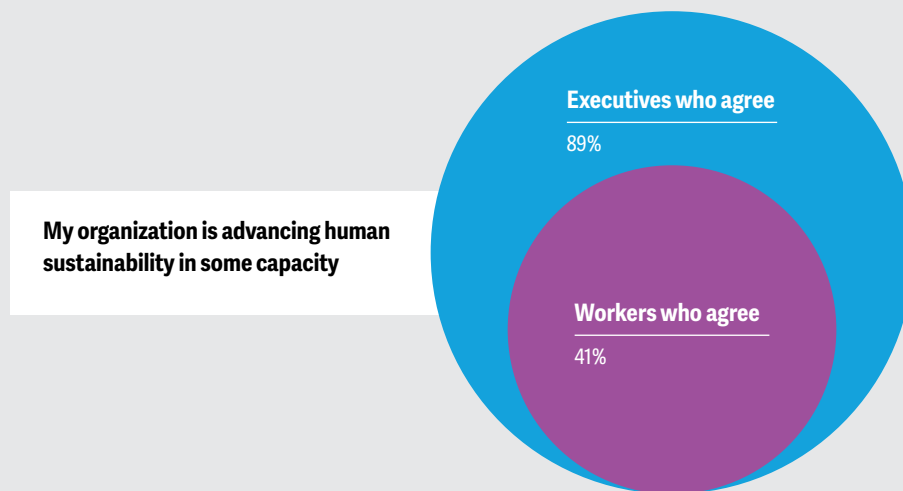 My organization is advancing human
sustainability in some capacity
Executives who agree
89%
Workers who agree
41%